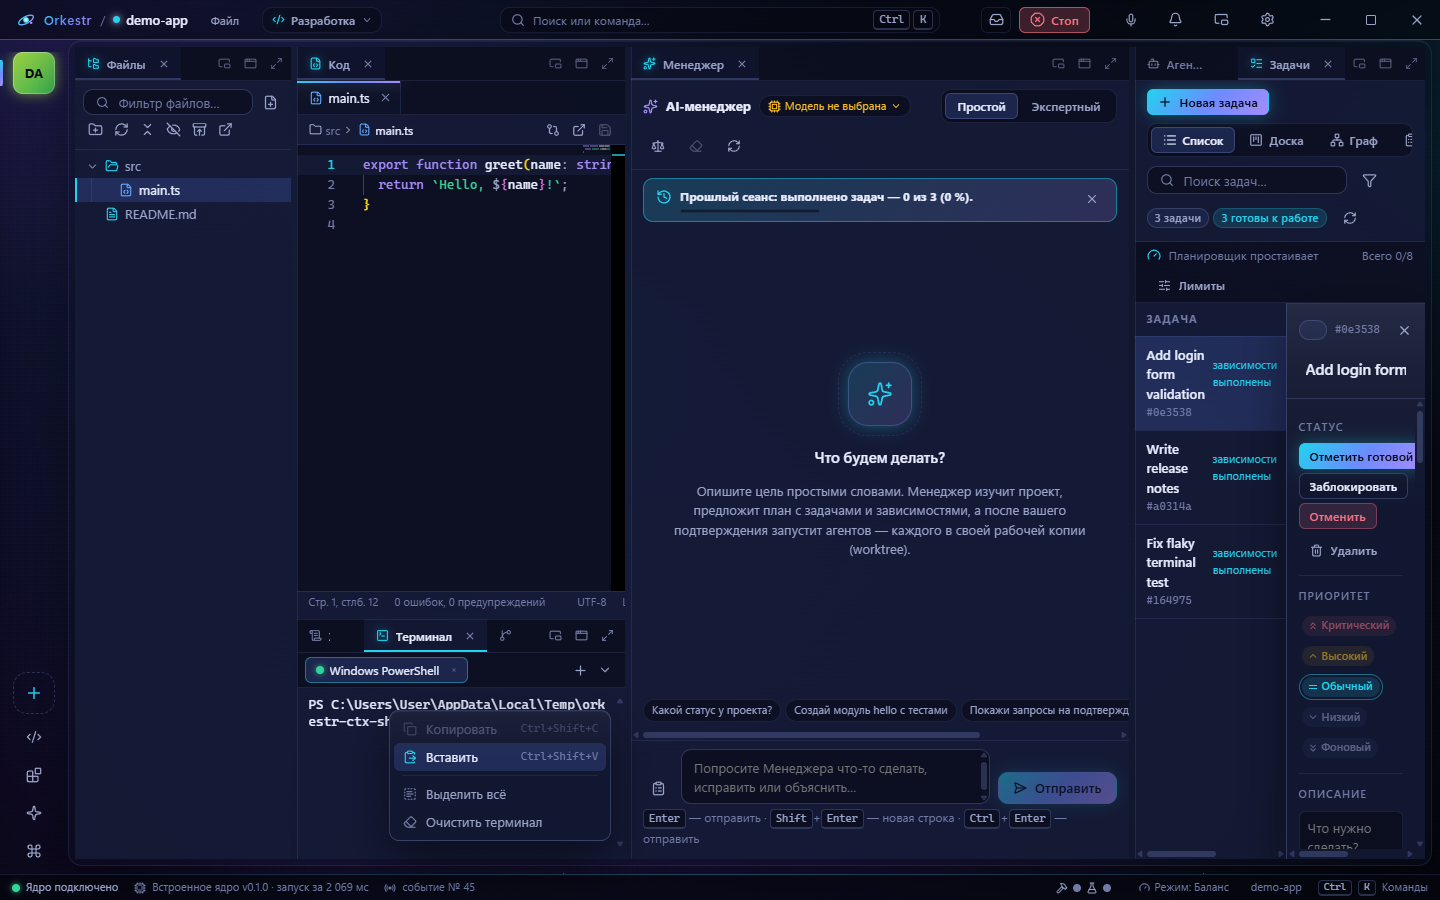 Orkestr / demo-app Файл Разработка Поиск или команда... Ctrl K Стоп
DA
Файлы
Фильтр файлов...
src
main.ts
README.md
Код
main.ts
src main.ts
1 export function greet(name: strin
2 return `Hello, ${name}!`;
3 }
4
Стр. 1, стлб. 12 0 ошибок, 0 предупреждений UTF-8
Терминал
Windows PowerShell
PS C:\Users\User\AppData\Local\Temp\ork
estr-ctx-sh
Копировать Ctrl+Shift+C
Вставить Ctrl+Shift+V
Выделить всё
Очистить терминал
Менеджер
AI-менеджер Модель не выбрана Простой Экспертный
Прошлый сеанс: выполнено задач — 0 из 3 (0 %).
Что будем делать?
Опишите цель простыми словами. Менеджер изучит проект,
предложит план с задачами и зависимостями, а после вашего
подтверждения запустит агентов — каждого в своей рабочей копии
(worktree).
Какой статус у проекта? Создай модуль hello с тестами Покажи запросы на подтвержд
Попросите Менеджера что-то сделать,
исправить или объяснить...
Отправить
Enter — отправить · Shift + Enter — новая строка · Ctrl + Enter —
отправить
Аген... Задачи
Новая задача
Список Доска Граф
Поиск задач...
3 задачи 3 готовы к работе
Планировщик простаивает Всего 0/8
Лимиты
ЗАДАЧА
Add login
form
validation
#0e3538
зависимости
выполнены
Write
release
notes
#a0314a
зависимости
выполнены
Fix flaky
terminal
test
#164975
зависимости
выполнены
#0e3538
Add login form
СТАТУС
Отметить готовой
Заблокировать
Отменить
Удалить
ПРИОРИТЕТ
Критический
Высокий
Обычный
Низкий
Фоновый
ОПИСАНИЕ
Что нужно
сделать?
Ядро подключено Встроенное ядро v0.1.0 · запуск за 2 069 мс событие № 45 Режим: Баланс demo-app Ctrl K Команды